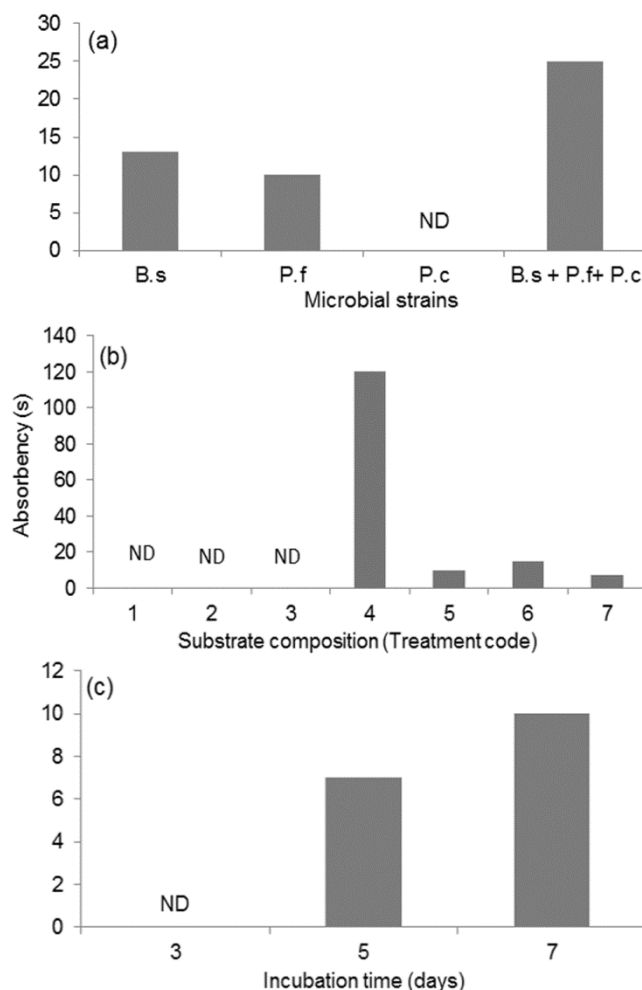 (a)
30
25
20
15
10
5
0
ND
B.s P.f P.c B.s + P.f+ P.c
Microbial strains
(b)
140
120
100
80
60
40
20
0
Absorbency (s)
ND ND ND
1 2 3 4 5 6 7
Substrate composition (Treatment code)
(c)
12
10
8
6
4
2
0
ND
3 5 7
Incubation time (days)